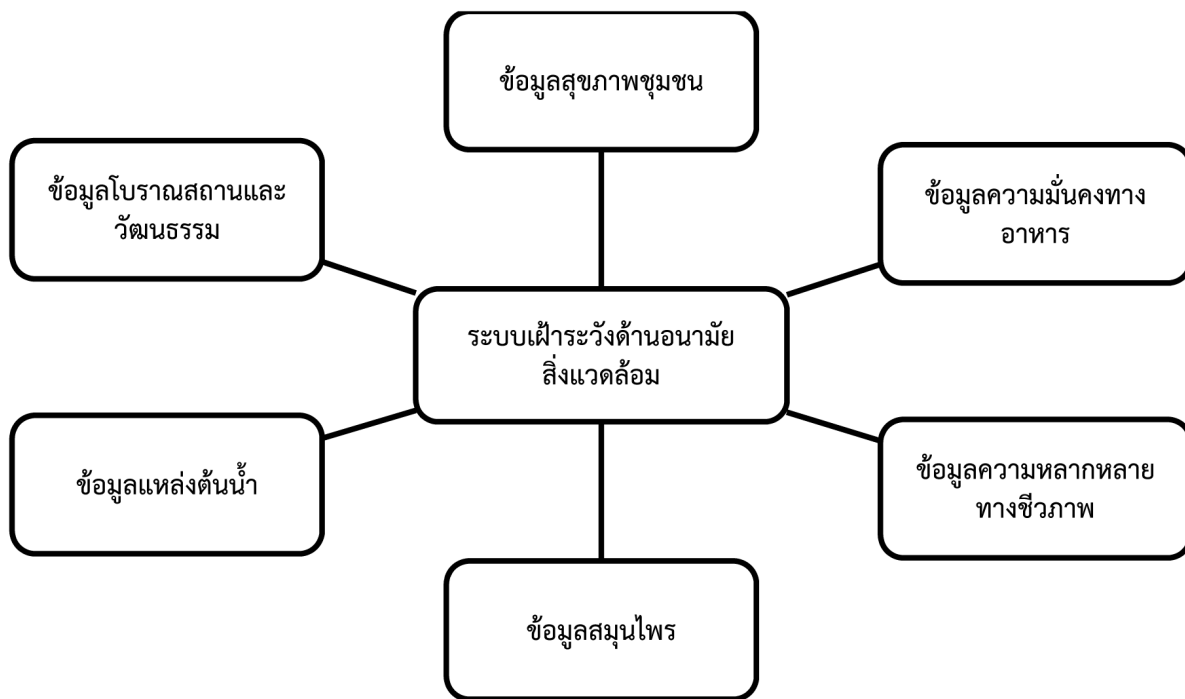 ข้อมูลสุขภาพชุมชน
ข้อมูลโบราณสถานและ
วัฒนธรรม
ข้อมูลความมั่นคงทาง
อาหาร
ระบบเฝ้าระวังด้านอนามัย
สิ่งแวดล้อม
ข้อมูลแหล่งต้นน้ำ
ข้อมูลความหลากหลาย
ทางชีวภาพ
ข้อมูลสมุนไพร